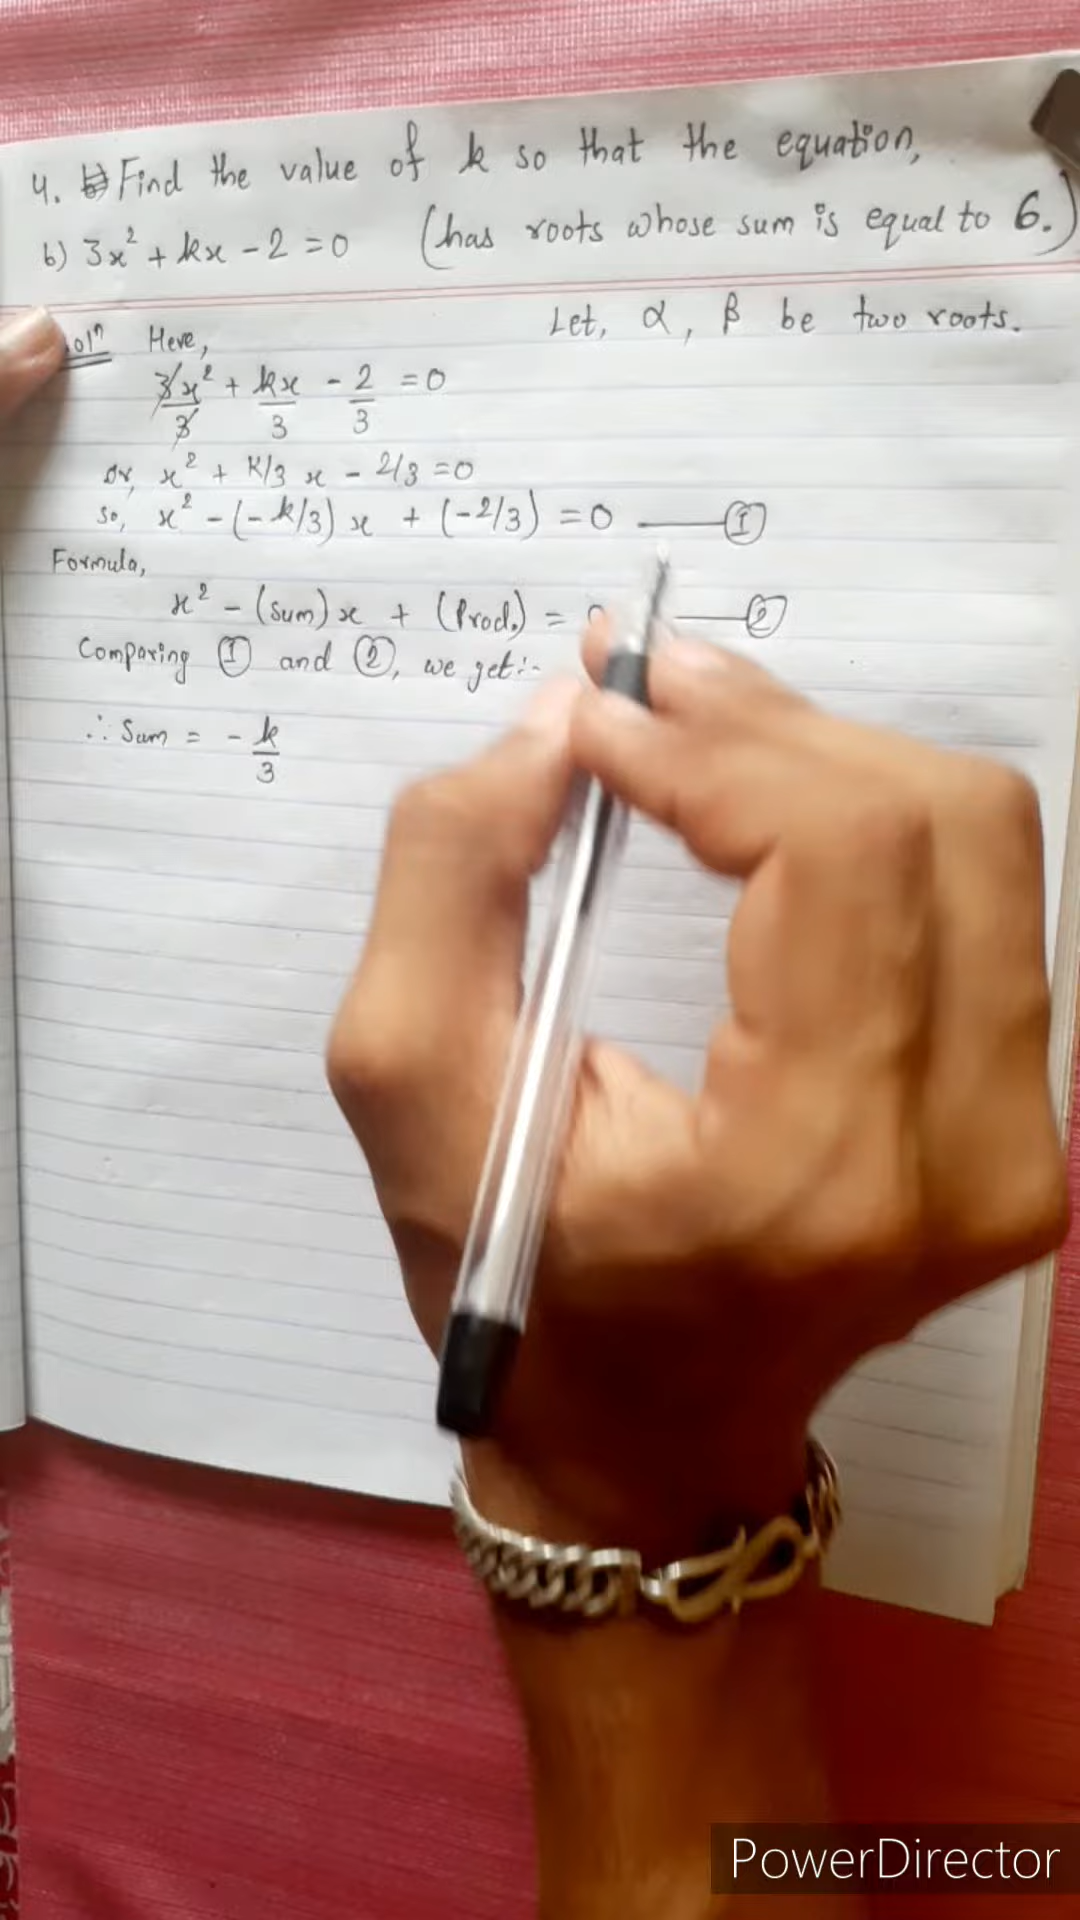 4. Find the value of k so that the equation,
b) 3x² + kx - 2 = 0 (has roots whose sum is equal to 6.)
Let, α, β be two roots.
Here,
3x²/3 + kx/3 - 2/3 = 0
or, x² + K/3 x - 2/3 = 0
so, x² - (-k/3) x + (-2/3) = 0 —— ①
Formula,
x² - (Sum) x + (Prod.) = 0 —— ②
Comparing ① and ②, we get:-
∴ Sum = - k/3
PowerDirector